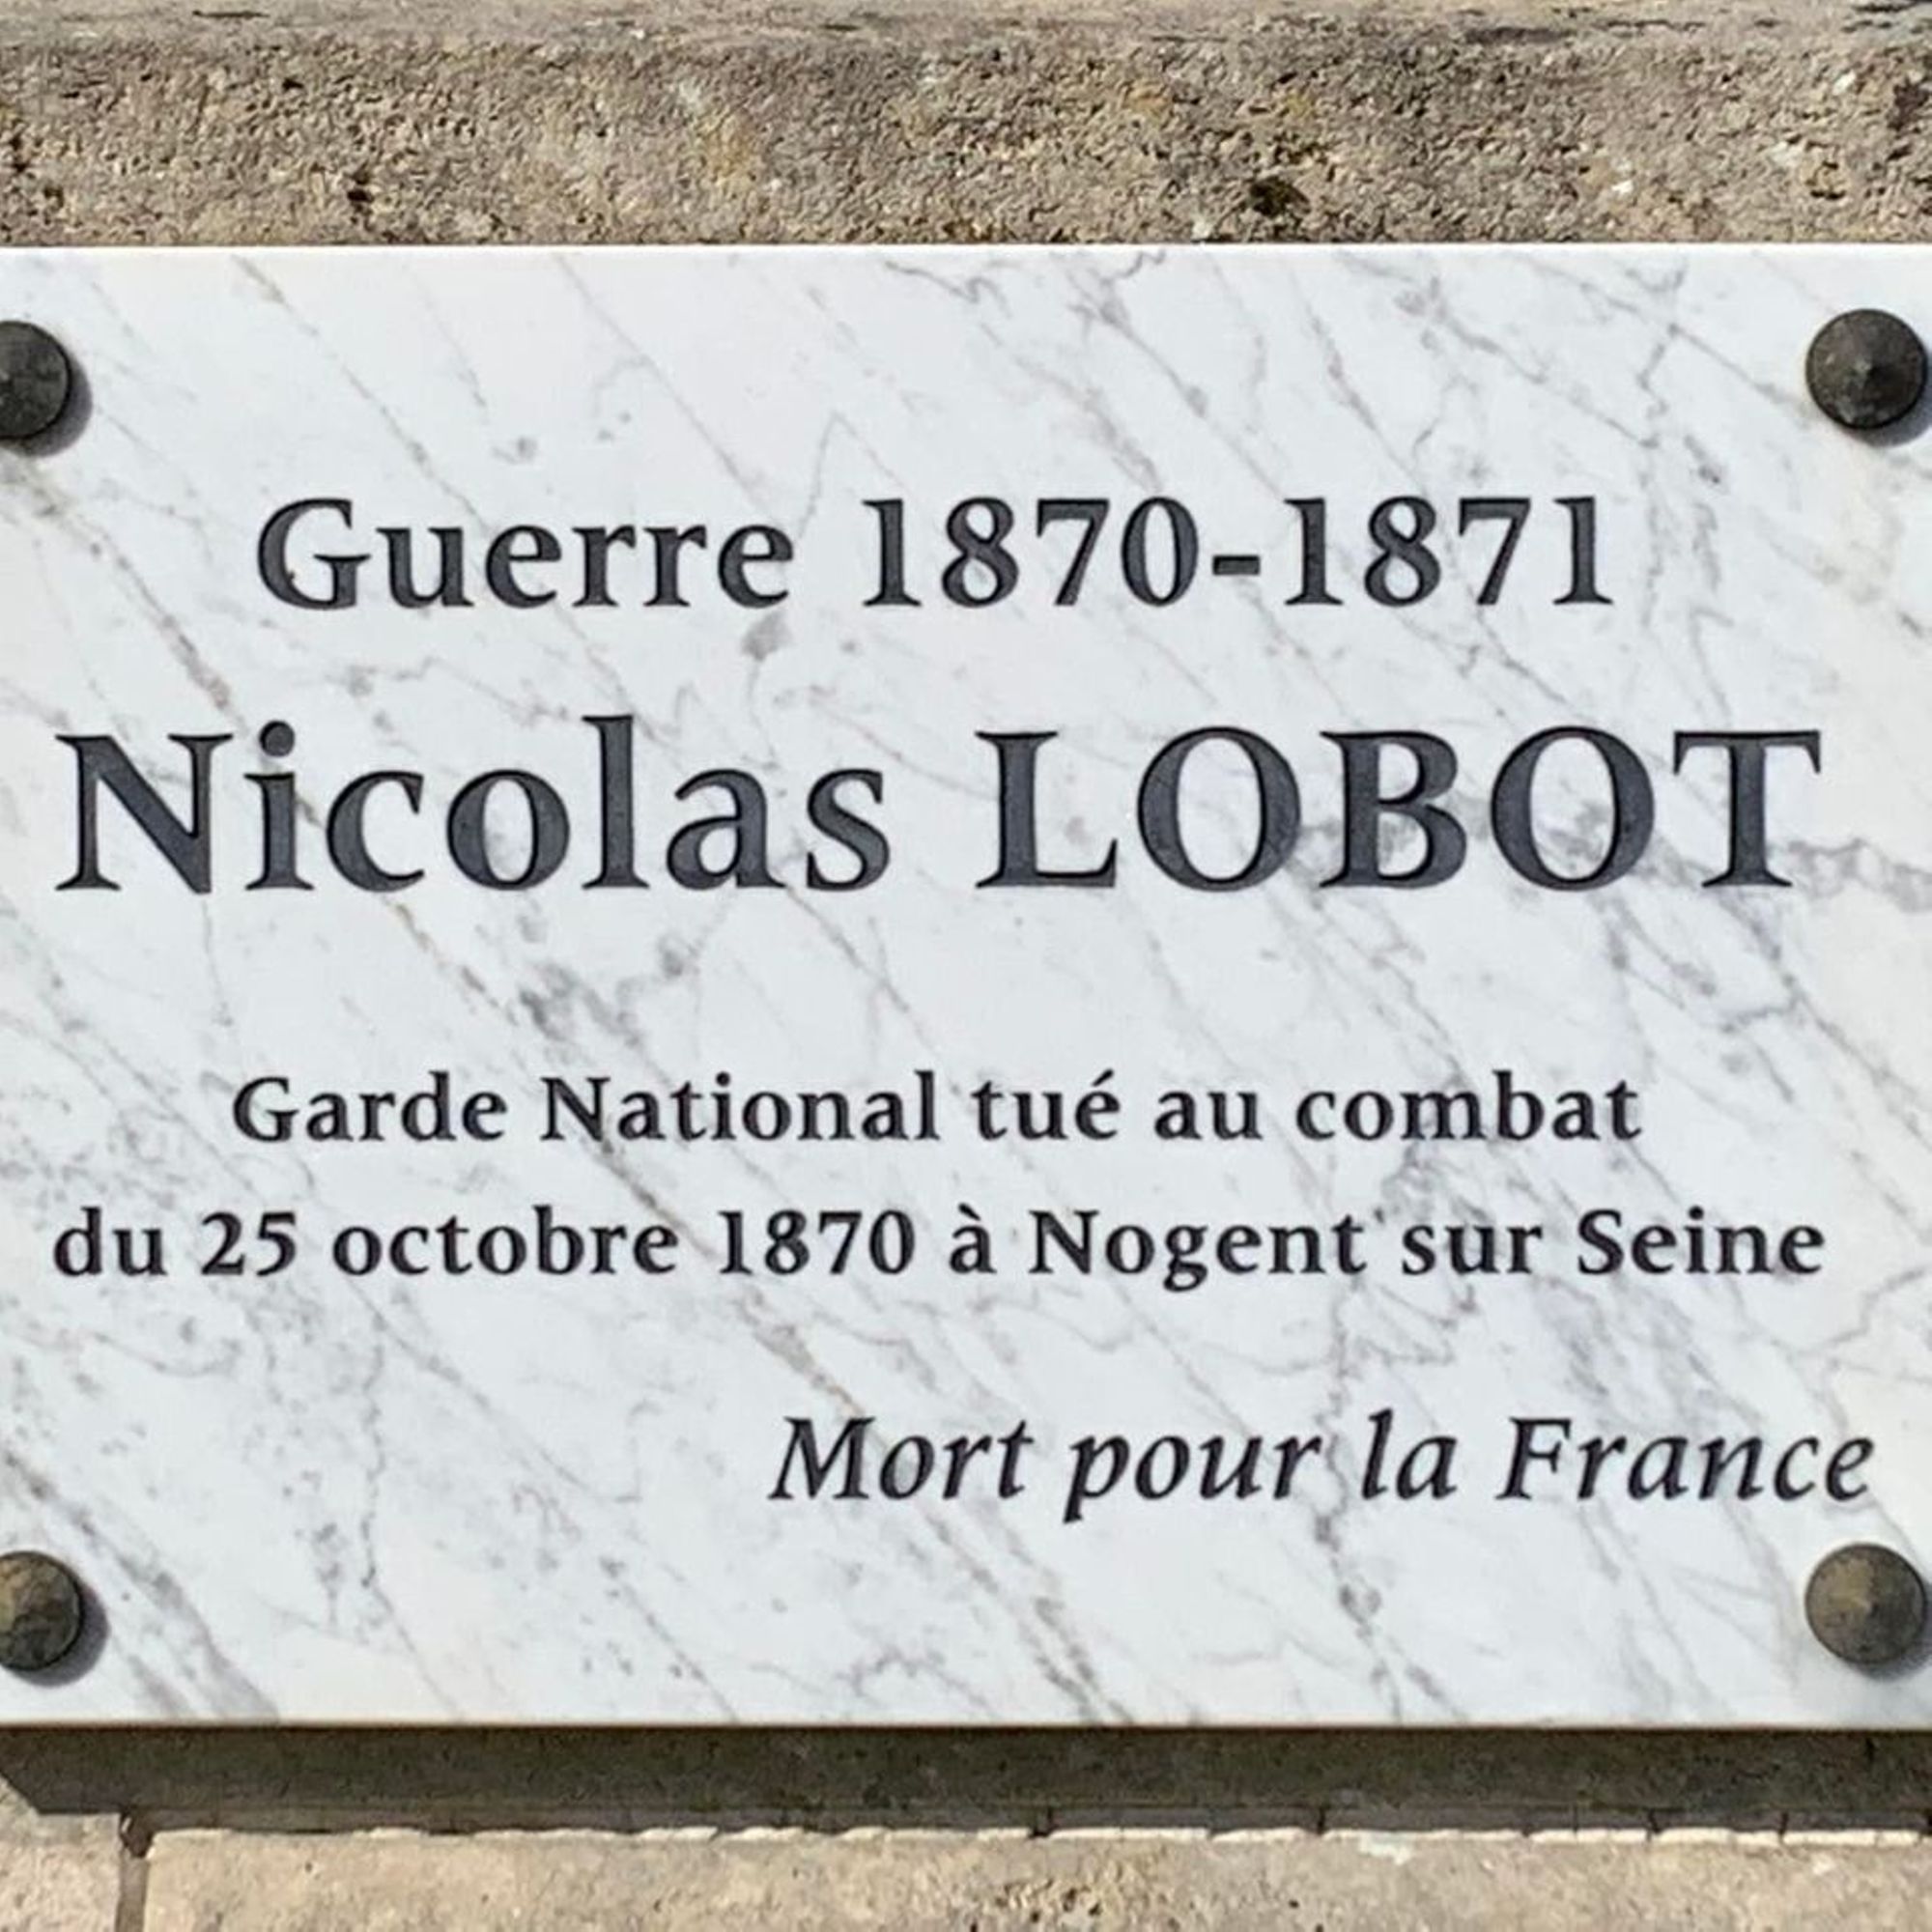 Guerre 1870-1871
Nicolas LOBOT
Garde National tué au combat
du 25 octobre 1870 à Nogent sur Seine
Mort pour la France